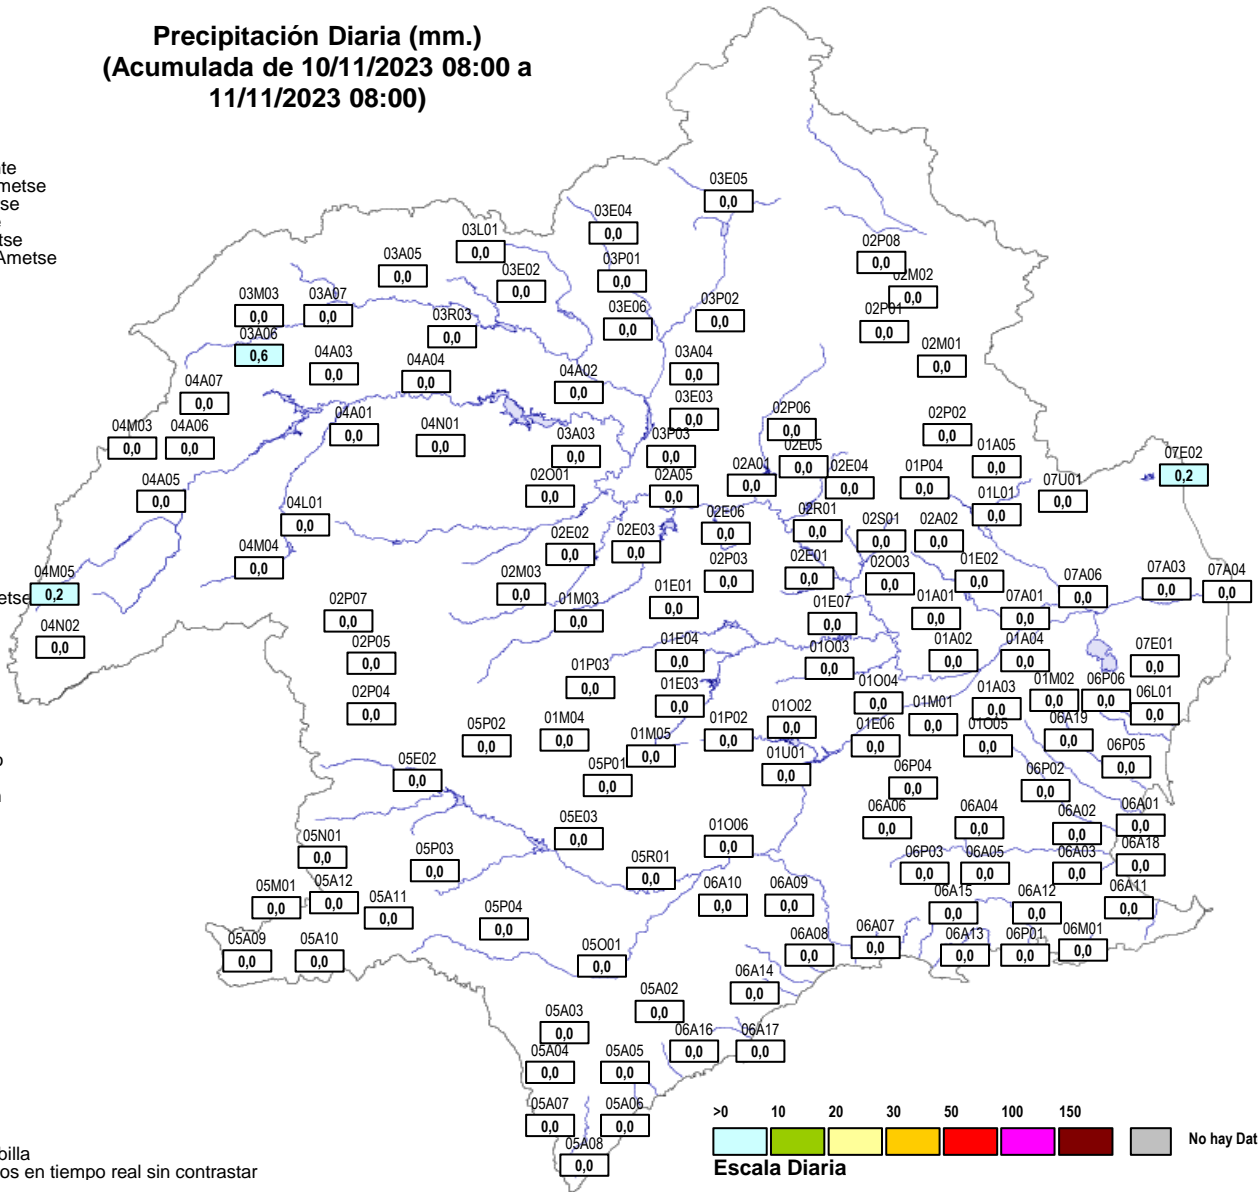 Precipitación Diaria (mm.)
(Acumulada de 10/11/2023 08:00 a
11/11/2023 08:00)
03E05
0,0
03E04
0,0
03L01
0,0
03A05
0,0
03P01
0,0
03E02
0,0
02P08
0,0
02M02
0,0
03M03
0,0
03A07
0,0
03R03
0,0
03E06
0,0
03P02
0,0
02P01
0,0
03A06
0,6
04A03
0,0
04A04
0,0
04A02
0,0
03A04
0,0
02M01
0,0
04A07
0,0
03E03
0,0
04M03
0,0
04A06
0,0
04A01
0,0
04N01
0,0
03A03
0,0
03P03
0,0
02P06
0,0
02P02
0,0
02E05
0,0
01A05
0,0
07E02
0,2
04A05
0,0
02O01
0,0
02A05
0,0
02A01
0,0
02E04
0,0
01P04
0,0
07U01
0,0
04L01
0,0
01L01
0,0
02E06
0,0
02R01
0,0
02S01
0,0
02A02
0,0
04M04
0,0
02E02
0,0
02E03
0,0
02P03
0,0
02E01
0,0
02O03
0,0
01E02
0,0
04M05
0,2
02M03
0,0
07A06
0,0
07A03
0,0
07A04
0,0
02P07
0,0
01M03
0,0
01E01
0,0
01E07
0,0
01A01
0,0
07A01
0,0
04N02
0,0
02P05
0,0
01E04
0,0
01O03
0,0
01A02
0,0
01A04
0,0
07E01
0,0
02P04
0,0
01P03
0,0
01E03
0,0
01O04
0,0
01A03
0,0
01M02
0,0
06P06
0,0
06L01
0,0
05P02
0,0
01M04
0,0
01M05
0,0
01P02
0,0
01O02
0,0
01E06
0,0
01M01
0,0
01O05
0,0
06A19
0,0
05E02
0,0
05P01
0,0
01U01
0,0
06P04
0,0
06P02
0,0
06P05
0,0
05E03
0,0
01O06
0,0
06A06
0,0
06A04
0,0
06A02
0,0
06A01
0,0
05N01
0,0
05P03
0,0
05R01
0,0
06P03
0,0
06A05
0,0
06A03
0,0
06A18
0,0
05M01
0,0
05A12
0,0
05A11
0,0
06A10
0,0
06A09
0,0
06A15
0,0
06A12
0,0
06A11
0,0
05P04
0,0
05A09
0,0
05A10
0,0
05O01
0,0
06A08
0,0
06A07
0,0
06A13
0,0
06P01
0,0
06M01
0,0
05A02
0,0
06A14
0,0
05A03
0,0
06A16
0,0
06A17
0,0
05A04
0,0
05A05
0,0
05A07
0,0
05A06
0,0
05A08
0,0
>0 10 20 30 50 100 150
No hay Dat
Escala Diaria
os en tiempo real sin contrastar